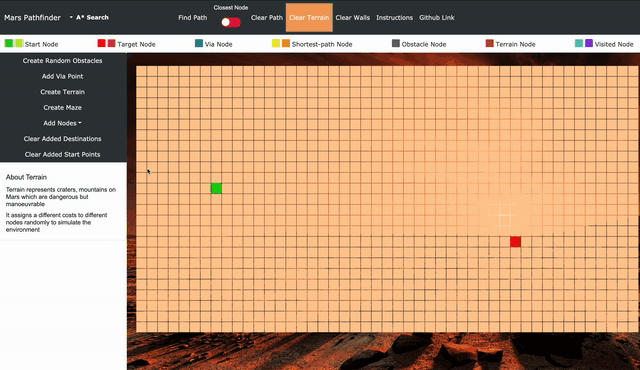 Closest Node
Mars Pathfinder A* Search Find Path Clear Path Clear Terrain Clear Walls Instructions Github Link
Start Node Target Node Via Node Shortest-path Node Obstacle Node Terrain Node Visited Node
Create Random Obstacles
Add Via Point
Create Terrain
Create Maze
Add Nodes
Clear Added Destinations
Clear Added Start Points
About Terrain
Terrain represents craters, mountains on
Mars which are dangerous but
manoeuvrable
It assigns a different costs to different
nodes randomly to simulate the
environment